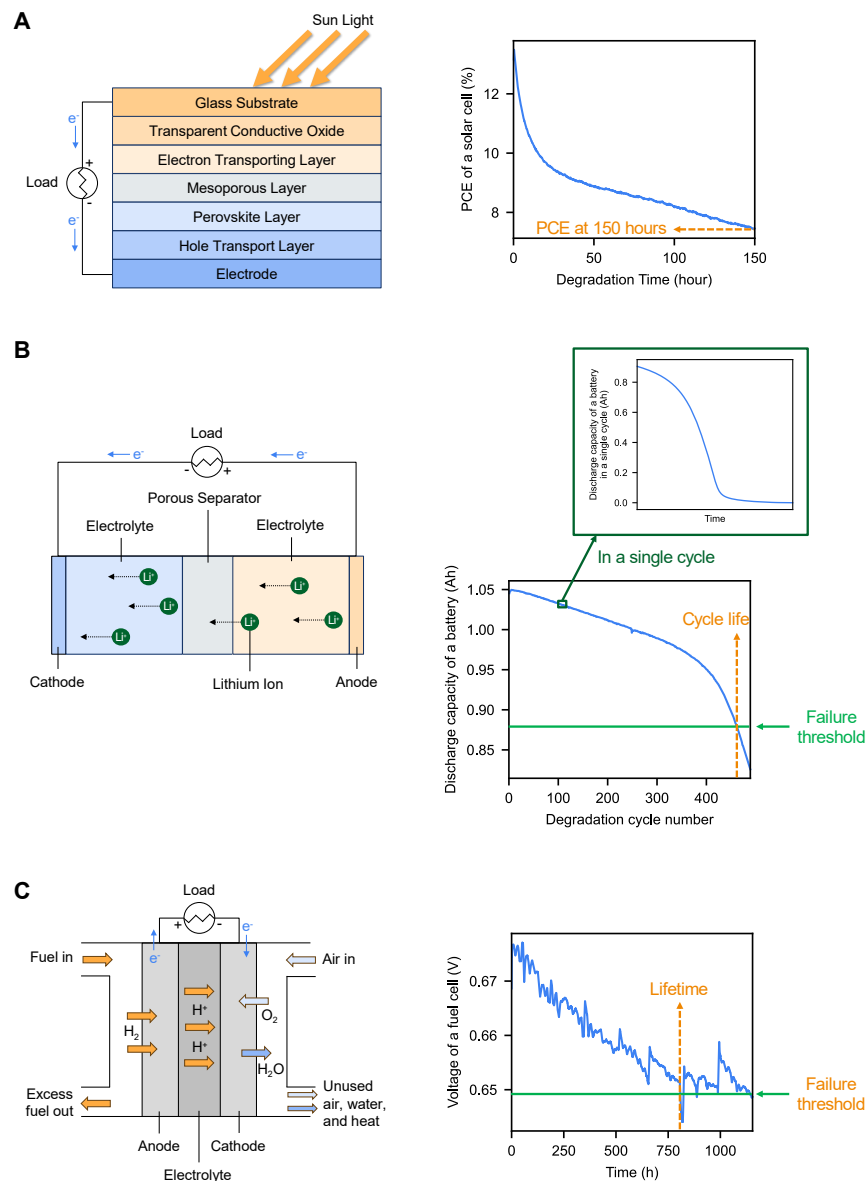 A
Sun Light
Glass Substrate
Transparent Conductive Oxide
Electron Transporting Layer
Mesoporous Layer
Perovskite Layer
Hole Transport Layer
Electrode
e-
+
Load
-
e-
PCE of a solar cell (%)
12
10
8
PCE at 150 hours
0
50
100
150
Degradation Time (hour)
B
Load
e-
e-
-
+
Porous Separator
Electrolyte
Electrolyte
Li+
Li+
Li+
Li+
Li+
Li+
Li+
Cathode
Lithium Ion
Anode
Discharge capacity of a battery
in a single cycle (Ah)
0.8
0.6
0.4
0.2
0.0
Time
In a single cycle
Discharge capacity of a battery (Ah)
1.05
1.00
0.95
0.90
0.85
Cycle life
Failure
threshold
0
100
200
300
400
Degradation cycle number
C
Load
+
-
e-
e-
Fuel in
Air in
H2
H+
H+
O2
H2O
Excess
fuel out
Unused
air, water,
and heat
Anode
Cathode
Electrolyte
Voltage of a fuel cell (V)
0.67
0.66
0.65
Lifetime
Failure
threshold
0
250
500
750
1000
Time (h)